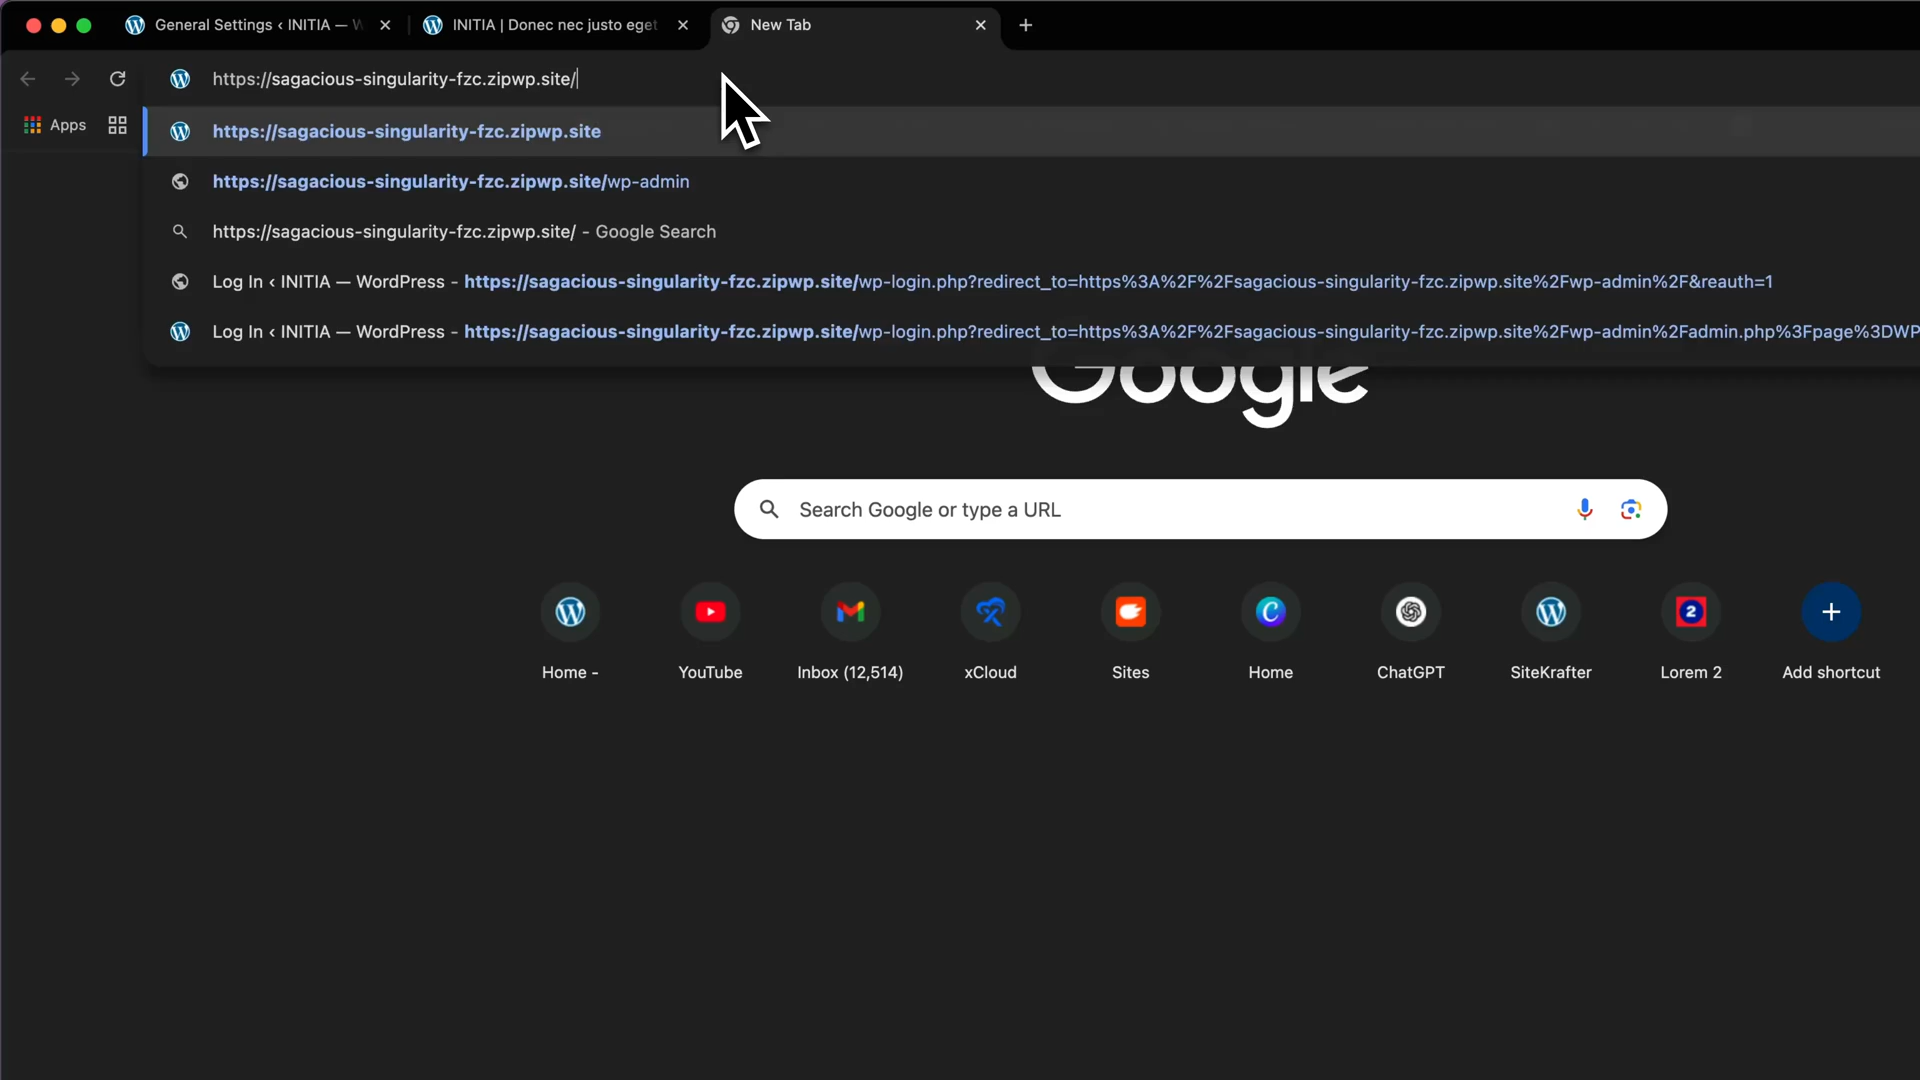 General Settings ‹ INITIA — W
INITIA | Donec nec justo eget
New Tab
https://sagacious-singularity-fzc.zipwp.site/
Apps
https://sagacious-singularity-fzc.zipwp.site
https://sagacious-singularity-fzc.zipwp.site/wp-admin
https://sagacious-singularity-fzc.zipwp.site/ - Google Search
Log In ‹ INITIA — WordPress - https://sagacious-singularity-fzc.zipwp.site/wp-login.php?redirect_to=https%3A%2F%2Fsagacious-singularity-fzc.zipwp.site%2Fwp-admin%2F&reauth=1
Log In ‹ INITIA — WordPress - https://sagacious-singularity-fzc.zipwp.site/wp-login.php?redirect_to=https%3A%2F%2Fsagacious-singularity-fzc.zipwp.site%2Fwp-admin%2Fadmin.php%3Fpage%3DWP
Google
Search Google or type a URL
2
Home -
YouTube
Inbox (12,514)
xCloud
Sites
Home
ChatGPT
SiteKrafter
Lorem 2
Add shortcut